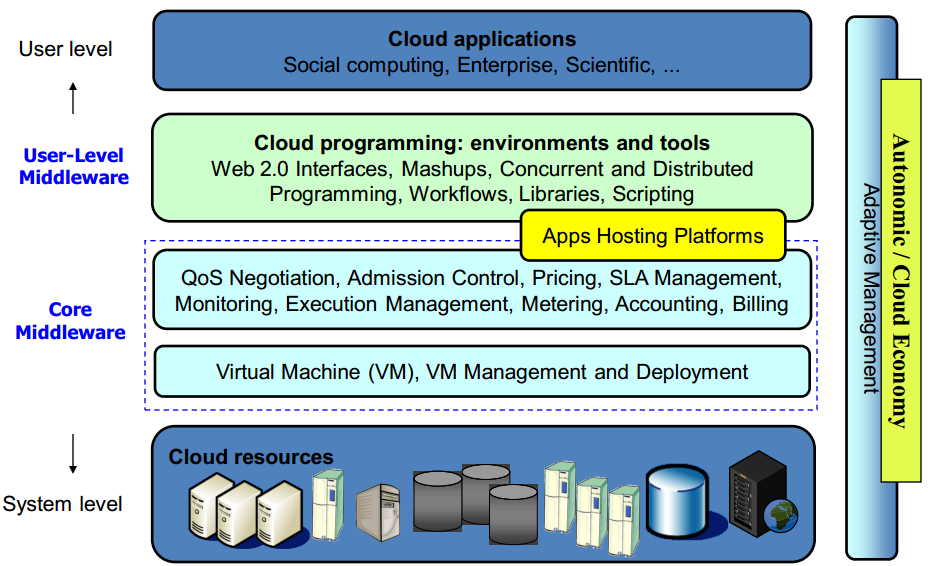 User level
Cloud applications
Social computing, Enterprise, Scientific, ...
User-Level
Middleware
Cloud programming: environments and tools
Web 2.0 Interfaces, Mashups, Concurrent and Distributed
Programming, Workflows, Libraries, Scripting
Apps Hosting Platforms
Core
Middleware
QoS Negotiation, Admission Control, Pricing, SLA Management,
Monitoring, Execution Management, Metering, Accounting, Billing
Virtual Machine (VM), VM Management and Deployment
System level
Cloud resources
Adaptive Management
Autonomic / Cloud Economy